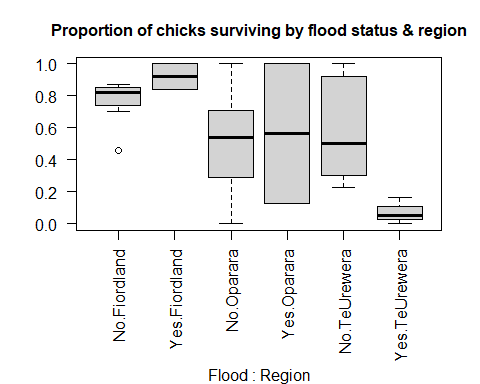 Proportion of chicks surviving by flood status & region
1.0
0.8
0.6
0.4
0.2
0.0
No.Fiordland
Yes.Fiordland
No.Oparara
Yes.Oparara
No.TeUrewera
Yes.TeUrewera
Flood : Region